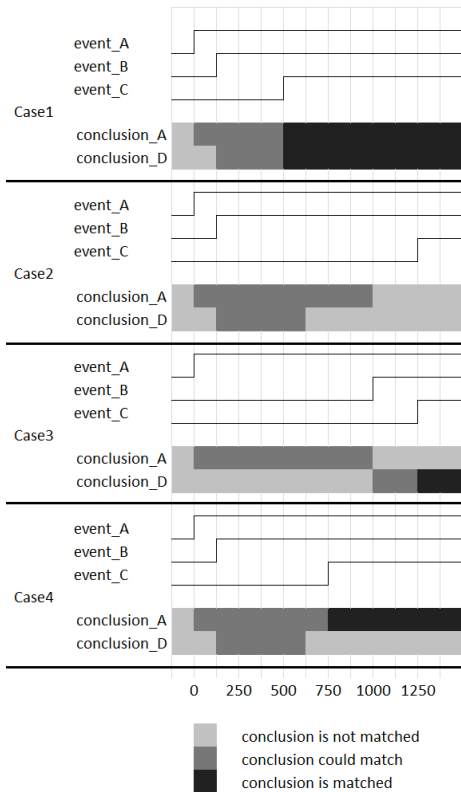 event_A
event_B
event_C
Case1
conclusion_A
conclusion_D
event_A
event_B
event_C
Case2
conclusion_A
conclusion_D
event_A
event_B
event_C
Case3
conclusion_A
conclusion_D
event_A
event_B
event_C
Case4
conclusion_A
conclusion_D
0 250 500 750 1000 1250
conclusion is not matched
conclusion could match
conclusion is matched